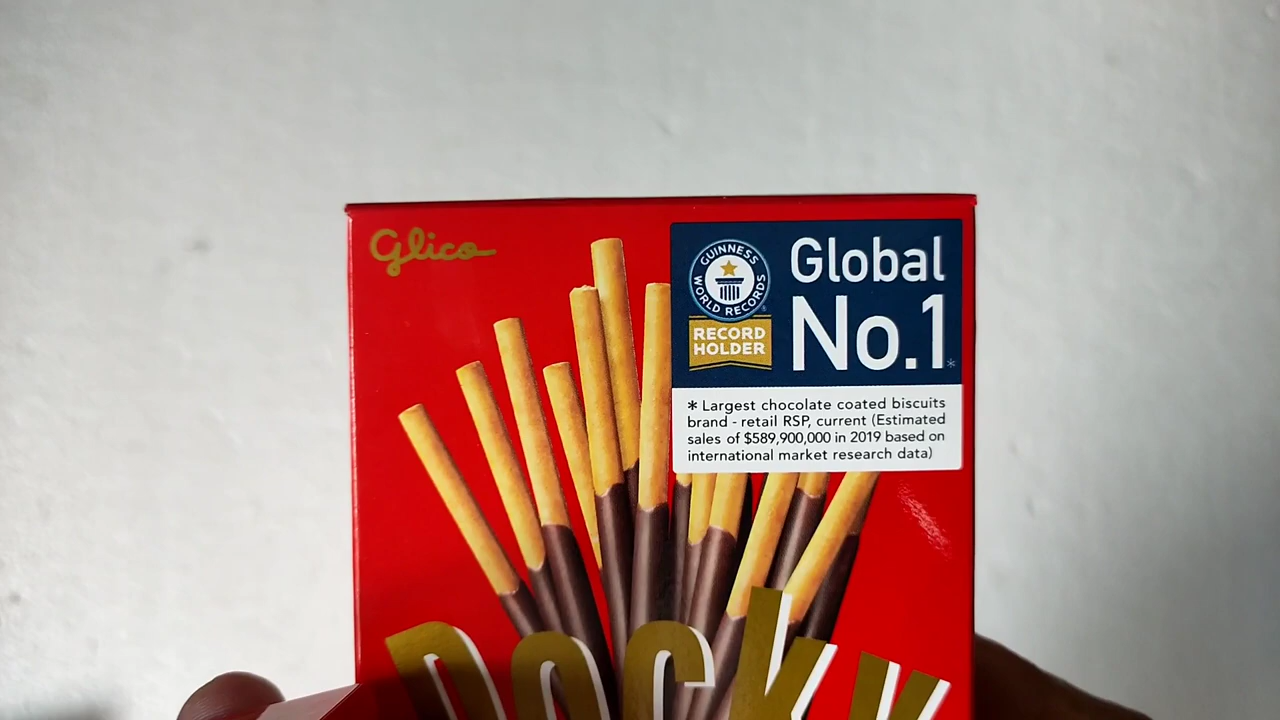 Glico
GUINNESS
WORLD RECORDS
®
RECORD
HOLDER
Global
No.1*
* Largest chocolate coated biscuits
brand - retail RSP, current (Estimated
sales of $589,900,000 in 2019 based on
international market research data)
Pocky